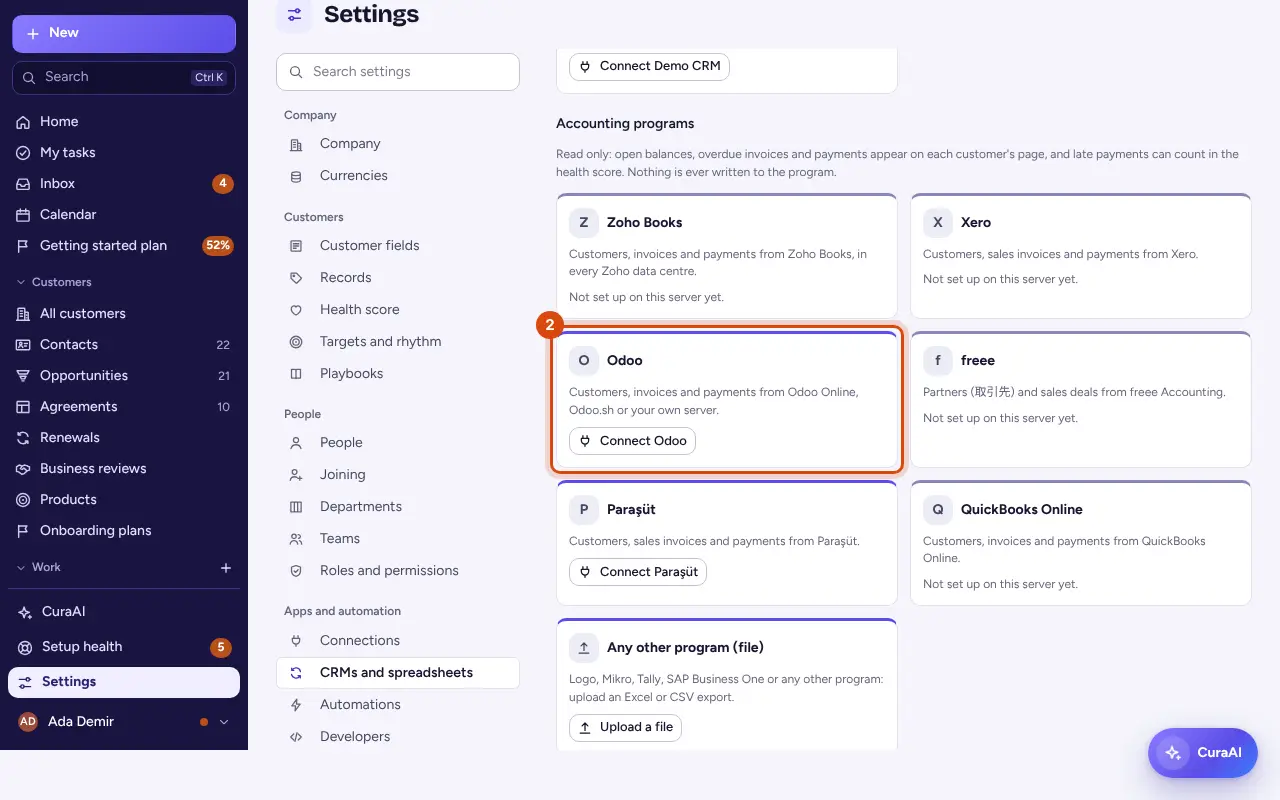 New
Search
Ctrl K
Home
My tasks
Inbox
4
Calendar
Getting started plan
52%
Customers
All customers
Contacts
22
Opportunities
21
Agreements
10
Renewals
Business reviews
Products
Onboarding plans
Work
CuraAI
Setup health
5
Settings
AD
Ada Demir
Settings
Search settings
Company
Company
Currencies
Customers
Customer fields
Records
Health score
Targets and rhythm
Playbooks
People
People
Joining
Departments
Teams
Roles and permissions
Apps and automation
Connections
CRMs and spreadsheets
Automations
Developers
Connect Demo CRM
Accounting programs
Read only: open balances, overdue invoices and payments appear on each customer's page, and late payments can count in the
health score. Nothing is ever written to the program.
Z
Zoho Books
Customers, invoices and payments from Zoho Books, in
every Zoho data centre.
Not set up on this server yet.
X
Xero
Customers, sales invoices and payments from Xero.
Not set up on this server yet.
2
O
Odoo
Customers, invoices and payments from Odoo Online,
Odoo.sh or your own server.
Connect Odoo
f
freee
Partners (取引先) and sales deals from freee Accounting.
Not set up on this server yet.
P
Paraşüt
Customers, sales invoices and payments from Paraşüt.
Connect Paraşüt
Q
QuickBooks Online
Customers, invoices and payments from QuickBooks
Online.
Not set up on this server yet.
Any other program (file)
Logo, Mikro, Tally, SAP Business One or any other program:
upload an Excel or CSV export.
Upload a file
CuraAI